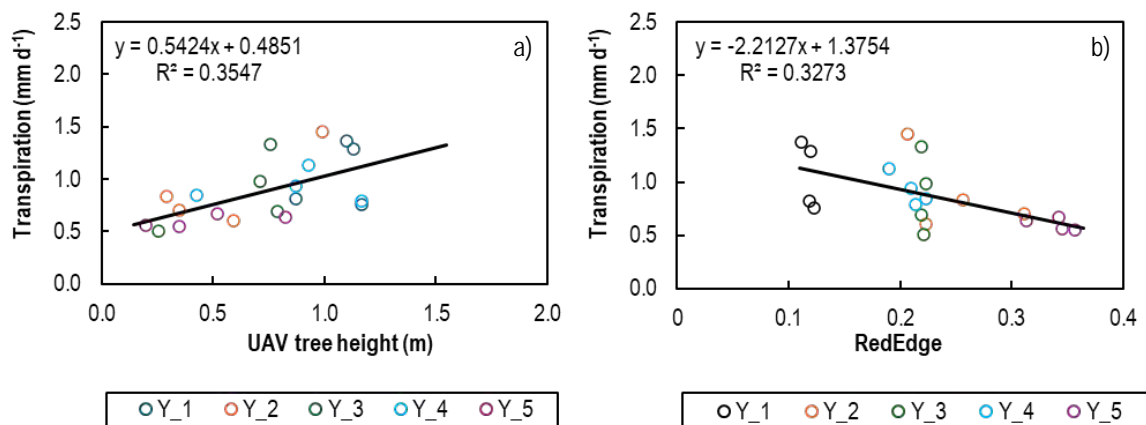 Transpiration (mm d⁻¹)
2.5
2.0
1.5
1.0
0.5
0.0
y = 0.5424x + 0.4851
R² = 0.3547
a)
0.0 0.5 1.0 1.5 2.0
UAV tree height (m)
Y_1 Y_2 Y_3 Y_4 Y_5
Transpiration (mm d⁻¹)
2.5
2.0
1.5
1.0
0.5
0.0
y = -2.2127x + 1.3754
R² = 0.3273
b)
0 0.1 0.2 0.3 0.4
RedEdge
Y_1 Y_2 Y_3 Y_4 Y_5